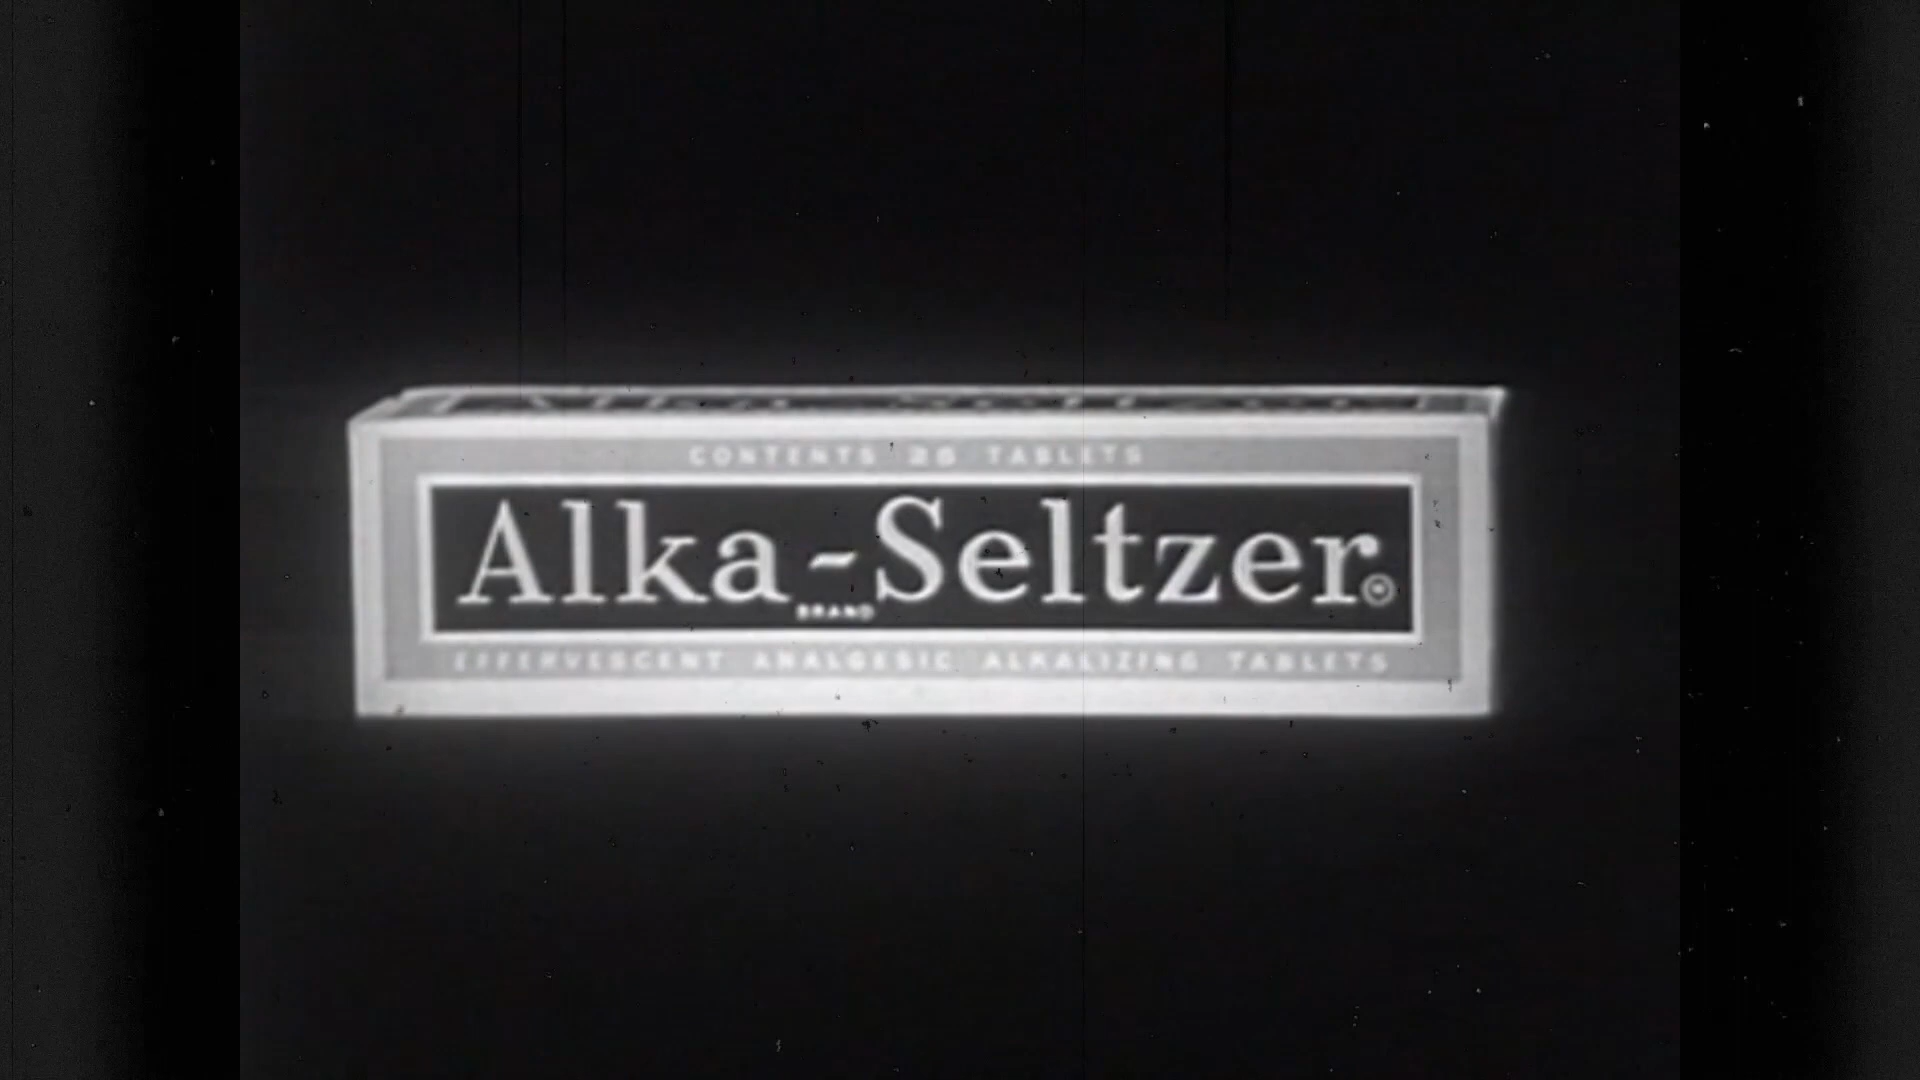 CONTENTS 25 TABLETS
Alka-Seltzer®
BRAND
EFFERVESCENT ANALGESIC ALKALIZING TABLETS